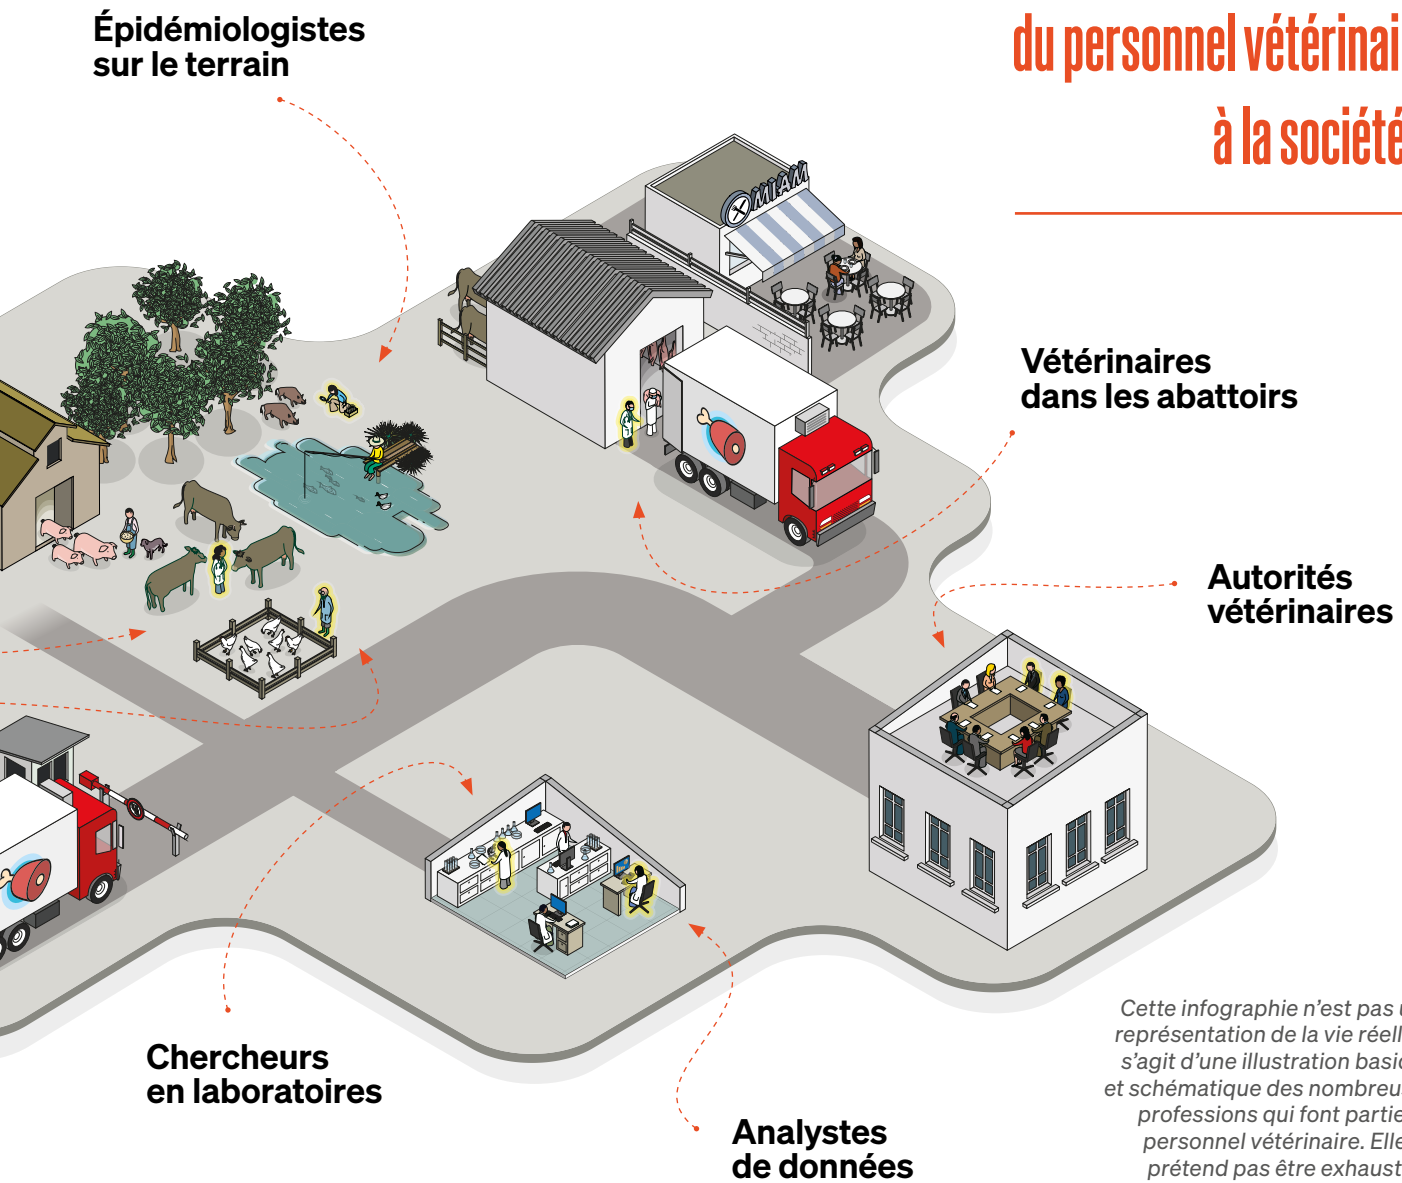 du personnel vétérinai
à la société
Épidémiologistes
sur le terrain
MIAM
Vétérinaires
dans les abattoirs
Autorités
vétérinaires
Chercheurs
en laboratoires
Analystes
de données
Cette infographie n'est pas
représentation de la vie réell
s'agit d'une illustration basi
et schématique des nombreus
professions qui font partie
personnel vétérinaire. Elle
prétend pas être exhaust